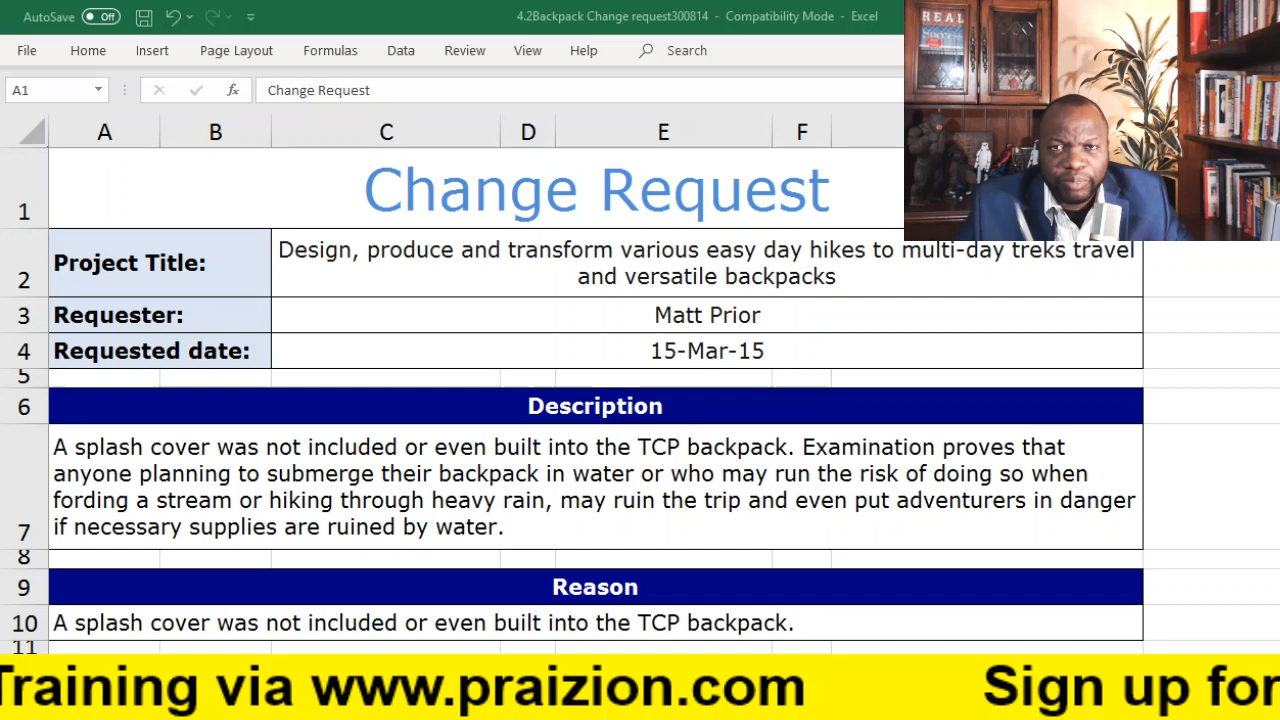 AutoSave Off 4.2Backpack Change request300814 - Compatibility Mode - Excel
File Home Insert Page Layout Formulas Data Review View Help Search
A1 fx Change Request
A B C D E F
1 Change Request
2 Project Title: Design, produce and transform various easy day hikes to multi-day treks travel
and versatile backpacks
3 Requester: Matt Prior
4 Requested date: 15-Mar-15
5
6 Description
A splash cover was not included or even built into the TCP backpack. Examination proves that
anyone planning to submerge their backpack in water or who may run the risk of doing so when
fording a stream or hiking through heavy rain, may ruin the trip and even put adventurers in danger
7 if necessary supplies are ruined by water.
8
9 Reason
10 A splash cover was not included or even built into the TCP backpack.
11
Training via www.praizion.com Sign up for
REAL
Success